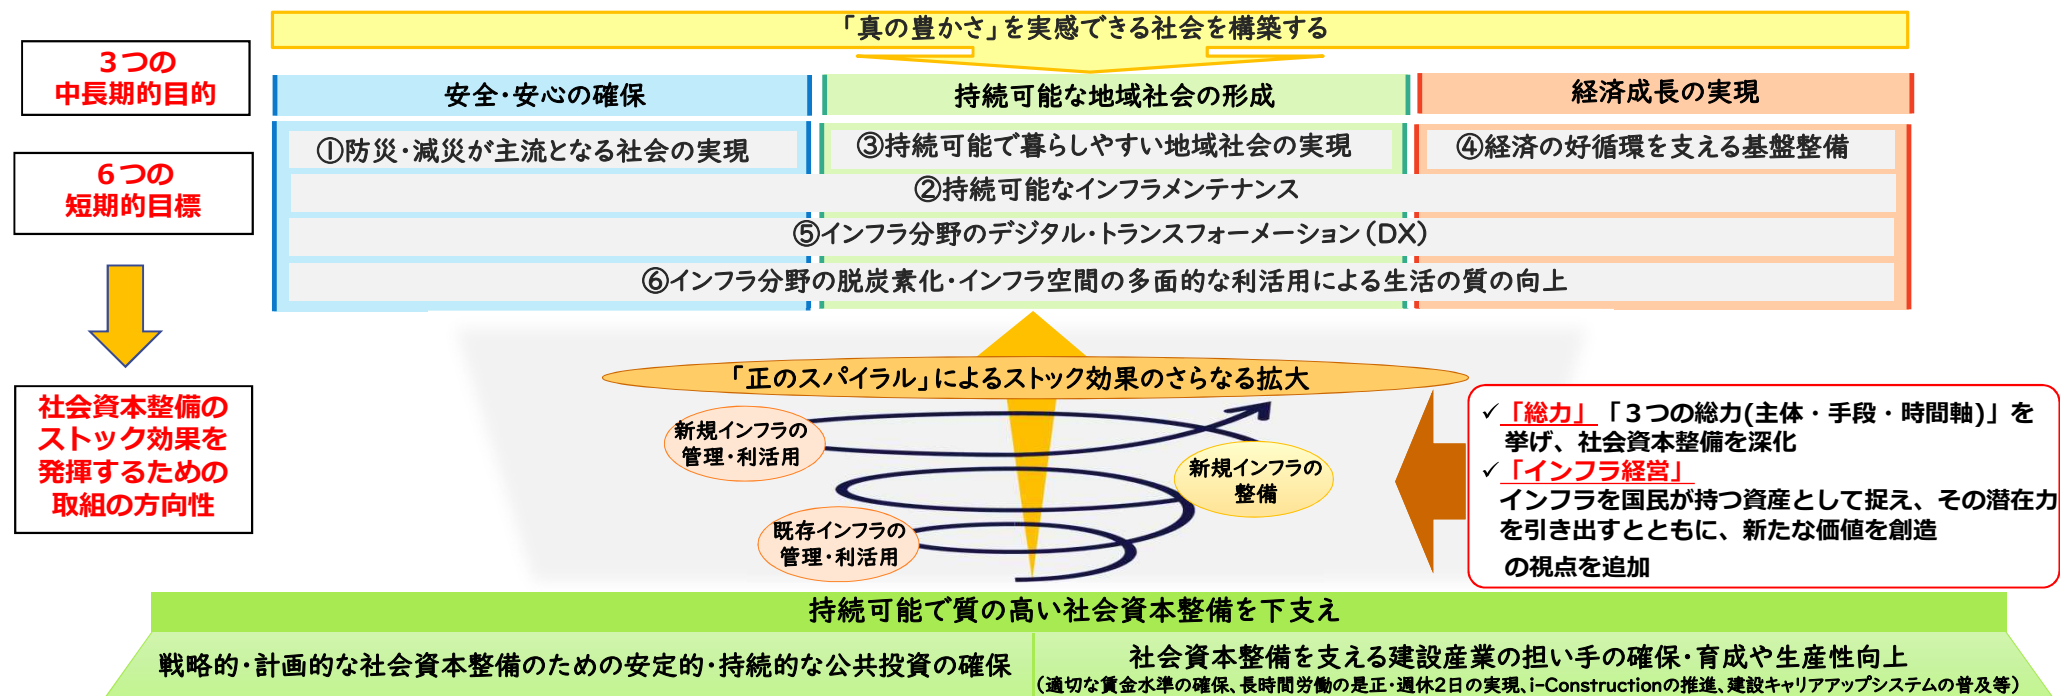 「真の豊かさ」を実感できる社会を構築する
３つの
中長期的目的
安全・安心の確保
持続可能な地域社会の形成
経済成長の実現
６つの
短期的目標
①防災・減災が主流となる社会の実現
③持続可能で暮らしやすい地域社会の実現
④経済の好循環を支える基盤整備
②持続可能なインフラメンテナンス
⑤インフラ分野のデジタル・トランスフォーメーション（DX）
⑥インフラ分野の脱炭素化・インフラ空間の多面的な利活用による生活の質の向上
社会資本整備の
ストック効果を
発揮するための
取組の方向性
「正のスパイラル」によるストック効果のさらなる拡大
新規インフラの
管理・利活用
新規インフラの
整備
既存インフラの
管理・利活用
✓「総力」「３つの総力(主体・手段・時間軸)」を
挙げ、社会資本整備を深化
✓「インフラ経営」
インフラを国民が持つ資産として捉え、その潜在力
を引き出すとともに、新たな価値を創造
の視点を追加
持続可能で質の高い社会資本整備を下支え
戦略的・計画的な社会資本整備のための安定的・持続的な公共投資の確保
社会資本整備を支える建設産業の担い手の確保・育成や生産性向上
（適切な賃金水準の確保、長時間労働の是正・週休2日の実現、i-Constructionの推進、建設キャリアアップシステムの普及等）